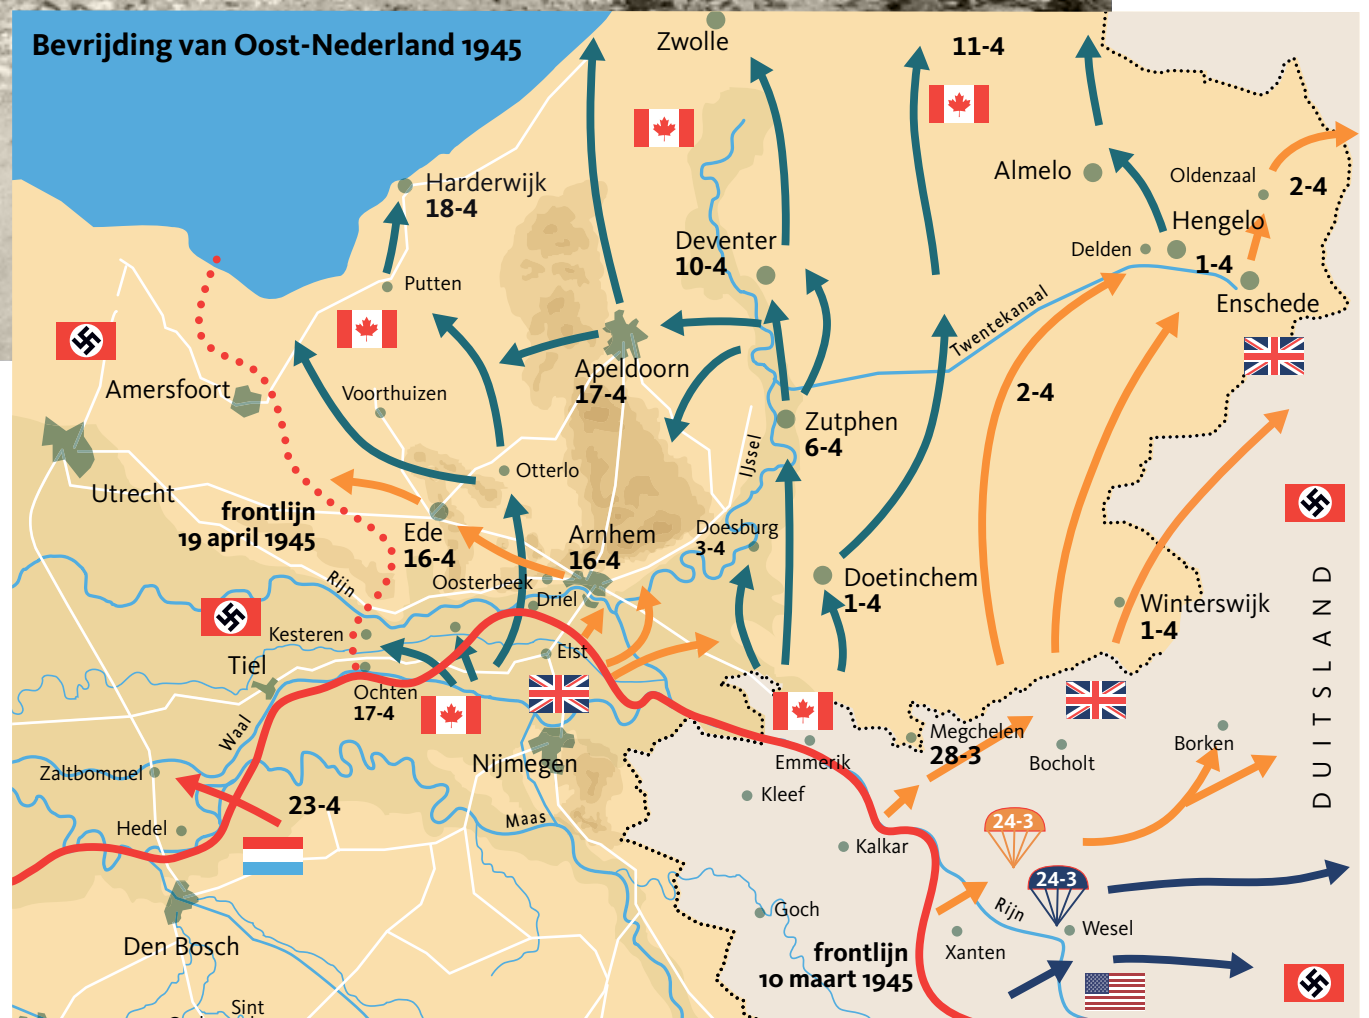 Bevrijding van Oost-Nederland 1945
Zwolle
11-4
Harderwijk
18-4
Almelo
Oldenzaal
2-4
Hengelo
Deventer
10-4
Delden
1-4
Putten
Enschede
Twentekanaal
Amersfoort
Voorthuizen
Apeldoorn
17-4
2-4
Zutphen
6-4
IJssel
Utrecht
Otterlo
frontlijn
19 april 1945
Ede
16-4
Arnhem
16-4
Doesburg
3-4
Rijn
Oosterbeek
Driel
Doetinchem
1-4
Winterswijk
1-4
DUITSLAND
Kesteren
Elst
Tiel
Ochten
17-4
Waal
Megchelen
28-3
Emmerik
Bocholt
Borken
Nijmegen
Zaltbommel
23-4
Kleef
Hedel
Maas
24-3
Kalkar
24-3
Goch
Rijn
Wesel
Den Bosch
Xanten
frontlijn
10 maart 1945
Sint